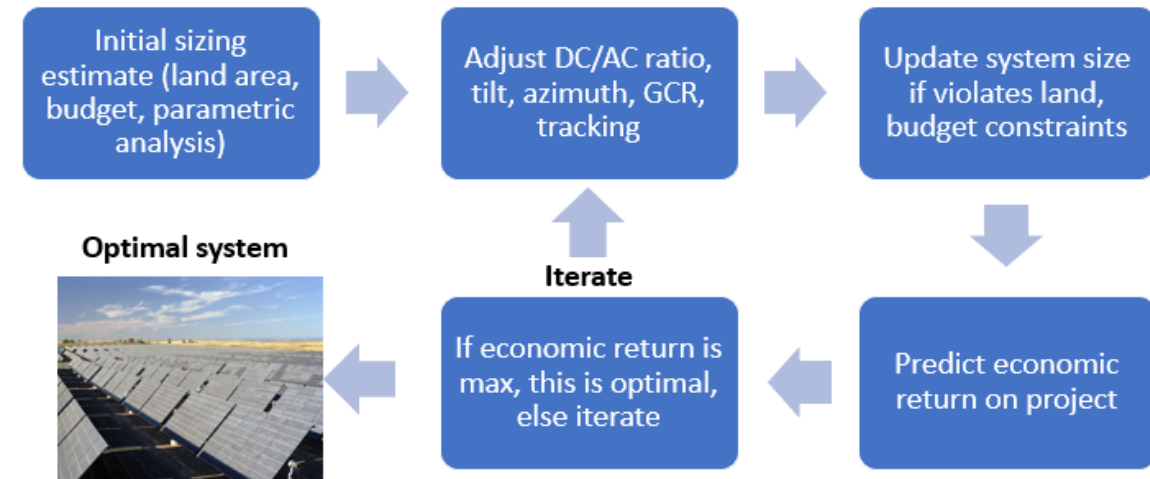 Initial sizing
estimate (land area,
budget, parametric
analysis)
Adjust DC/AC ratio,
tilt, azimuth, GCR,
tracking
Update system size
if violates land,
budget constraints
Predict economic
return on project
Iterate
If economic return is
max, this is optimal,
else iterate
Optimal system